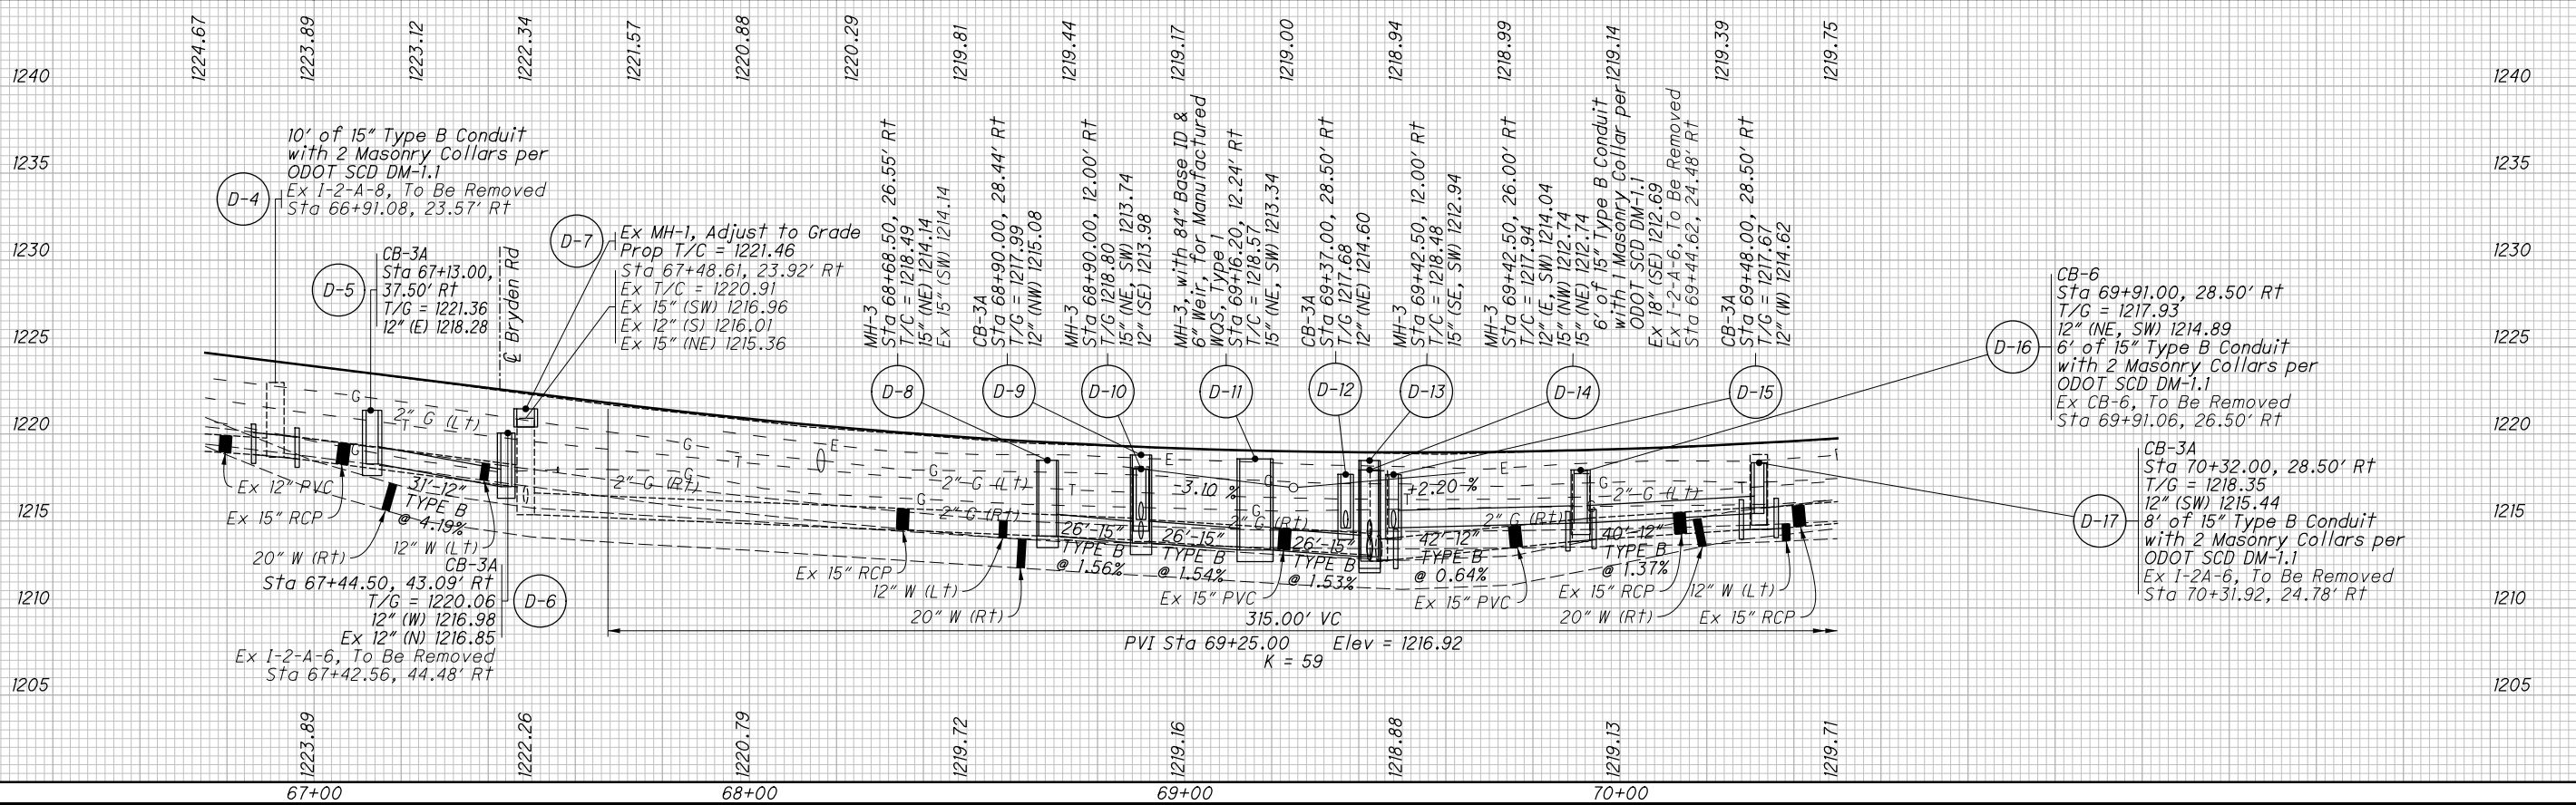 1224.67
1223.89
1223.12
1222.34
1221.57
1220.88
1220.29
1219.81
1219.44
1219.17
1219.00
1218.94
1218.99
1219.14
1219.39
1219.75
1240
1240
1235
1235
1230
1230
1225
1225
1220
1220
1215
1215
1210
1210
1205
1205
D-4
10' of 15" Type B Conduit
with 2 Masonry Collars per
ODOT SCD DM-1.1
Ex I-2-A-8, To Be Removed
Sta 66+91.08, 23.57' Rt
D-5
CB-3A
Sta 67+13.00,
37.50' Rt
T/G = 1221.36
12" (E) 1218.28
℄ Bryden Rd
D-7
Ex MH-1, Adjust to Grade
Prop T/C = 1221.46
Sta 67+48.61, 23.92' Rt
Ex T/C = 1220.91
Ex 15" (SW) 1216.96
Ex 12" (S) 1216.01
Ex 15" (NE) 1215.36
MH-3
Sta 68+68.50, 26.55' Rt
T/C = 1218.49
15" (NE) 1214.14
Ex 15" (SW) 1214.14
D-8
CB-3A
Sta 68+90.00, 28.44' Rt
T/G = 1217.99
12" (NW) 1215.08
D-9
MH-3
Sta 68+90.00, 12.00' Rt
T/G 1218.80
15" (NE, SW) 1213.74
12" (SE) 1213.98
D-10
MH-3, with 84" Base ID &
6" Weir, for Manufactured
WQS, Type I
Sta 69+16.20, 12.24' Rt
T/C = 1218.57
15" (NE, SW) 1213.34
D-11
CB-3A
Sta 69+37.00, 28.50' Rt
T/G 1217.68
12" (NE) 1214.60
D-12
MH-3
Sta 69+42.50, 12.00' Rt
T/C = 1218.48
15" (SE, SW) 1212.94
D-13
MH-3
Sta 69+42.50, 26.00' Rt
T/C = 1217.94
12" (E, SW) 1214.04
15" (NW) 1212.74
15" (NE) 1212.74
6' of 15" Type B Conduit
with 1 Masonry Collar per
ODOT SCD DM-1.1
Ex 18" (SE) 1212.69
Ex I-2-A-6, To Be Removed
Sta 69+44.62, 24.48' Rt
D-14
CB-3A
Sta 69+48.00, 28.50' Rt
T/G = 1217.67
12" (W) 1214.62
D-15
D-16
CB-6
Sta 69+91.00, 28.50' Rt
T/G = 1217.93
12" (NE, SW) 1214.89
6' of 15" Type B Conduit
with 2 Masonry Collars per
ODOT SCD DM-1.1
Ex CB-6, To Be Removed
Sta 69+91.06, 26.50' Rt
D-17
CB-3A
Sta 70+32.00, 28.50' Rt
T/G = 1218.35
12" (SW) 1215.44
8' of 15" Type B Conduit
with 2 Masonry Collars per
ODOT SCD DM-1.1
Ex I-2A-6, To Be Removed
Sta 70+31.92, 24.78' Rt
G
2" G (Lt)
T
G
Ex 12" PVC
Ex 15" RCP
31'-12"
TYPE B
@ 4.19%
20" W (Rt)
12" W (Lt)
CB-3A
Sta 67+44.50, 43.09' Rt
T/G = 1220.06
12" (W) 1216.98
Ex 12" (N) 1216.85
Ex I-2-A-6, To Be Removed
Sta 67+42.56, 44.48' Rt
D-6
G
T
E
G
2" G (Rt)
G
G
2" G (Lt)
2" G (Rt)
T
E
-3.10 %
G
G
2" G (Rt)
+2.20 %
E
2" G (Lt)
2" G (Rt)
T
Ex 15" RCP
12" W (Lt)
20" W (Rt)
26'-15"
TYPE B
@ 1.56%
26'-15"
TYPE B
@ 1.54%
Ex 15" PVC
26'-15"
TYPE B
@ 1.53%
42'-12"
TYPE B
@ 0.64%
Ex 15" PVC
40'-12"
TYPE B
@ 1.37%
Ex 15" RCP
20" W (Rt)
12" W (Lt)
Ex 15" RCP
315.00' VC
PVI Sta 69+25.00 Elev = 1216.92
K = 59
1223.89
1222.26
1220.79
1219.72
1219.16
1218.88
1219.13
1219.71
67+00
68+00
69+00
70+00